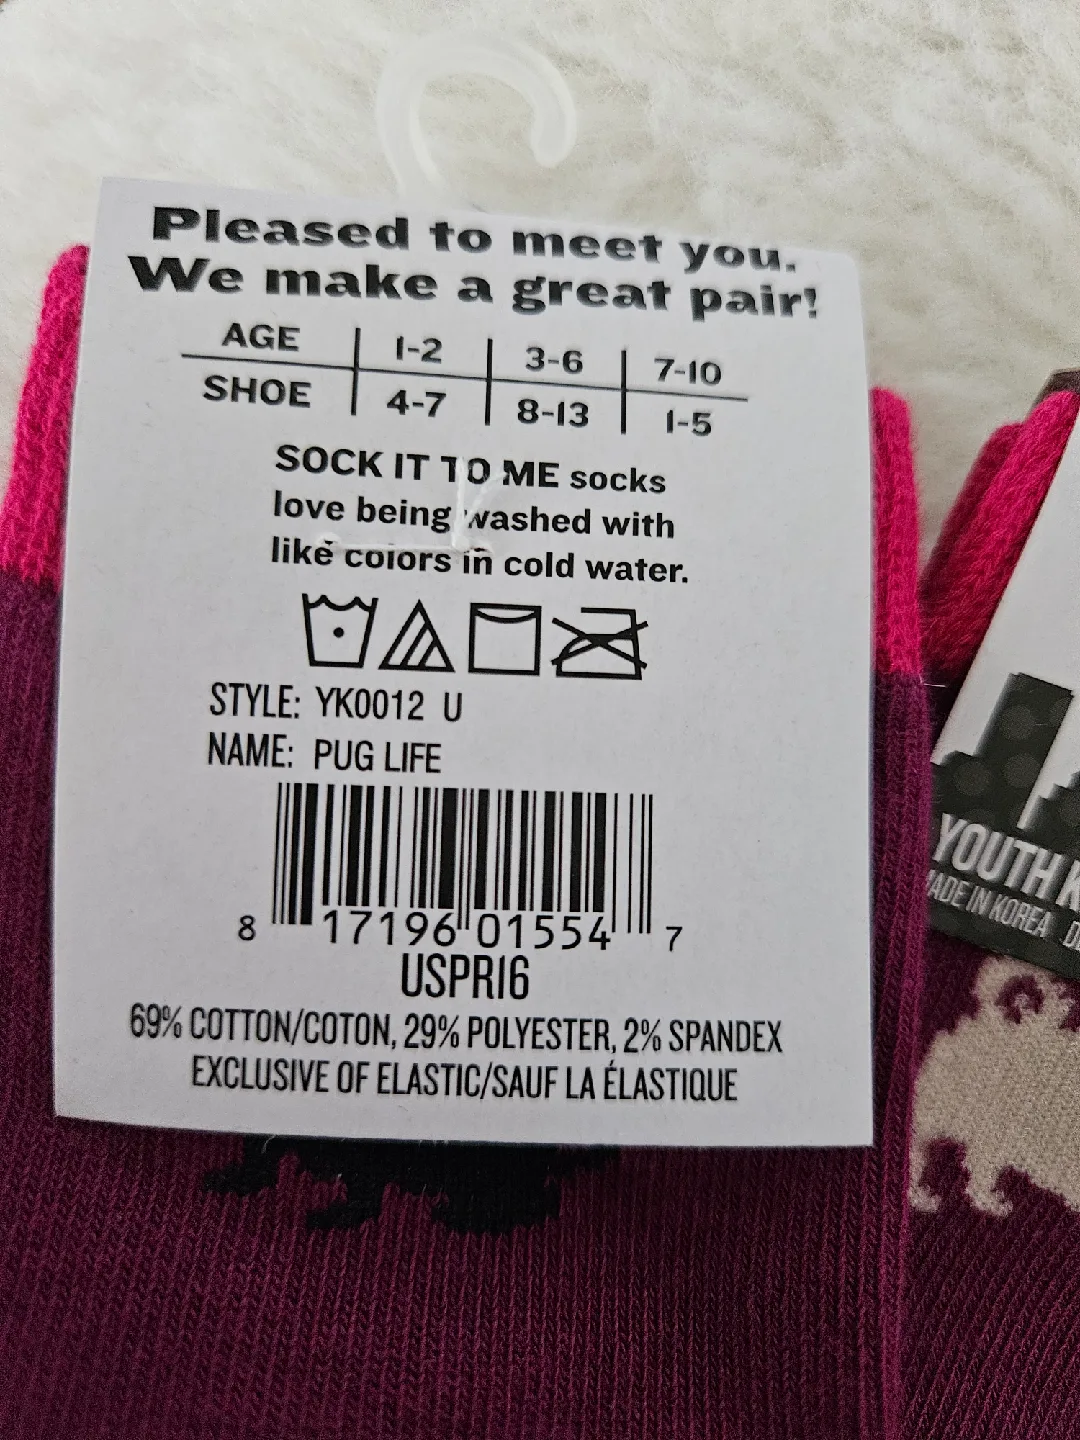 Pleased to meet you.
We make a great pair!
AGE 1-2 3-6 7-10
SHOE 4-7 8-13 1-5
SOCK IT TO ME socks
love being washed with
like colors in cold water.
STYLE: YK0012 U
NAME: PUG LIFE
8 17196 01554 7
USPR16
69% COTTON/COTON, 29% POLYESTER, 2% SPANDEX
EXCLUSIVE OF ELASTIC/SAUF LA ÉLASTIQUE
YOUTH
MADE IN KOREA